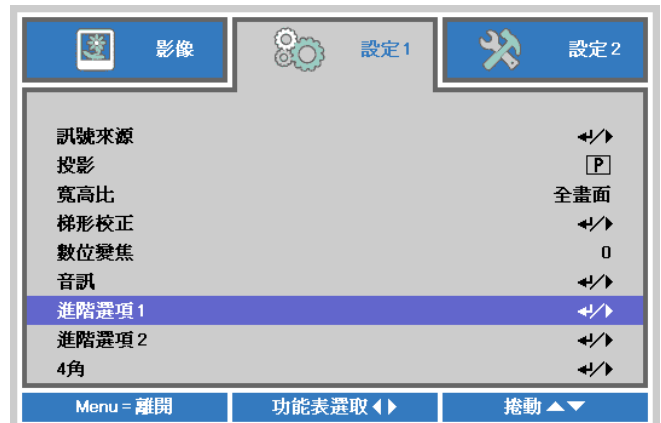 影像 設定1 設定2
訊號來源
投影 P
寬高比 全畫面
梯形校正
數位變焦 0
音訊
進階選項1
進階選項2
4角
Menu = 離開 功能表選取 捲動